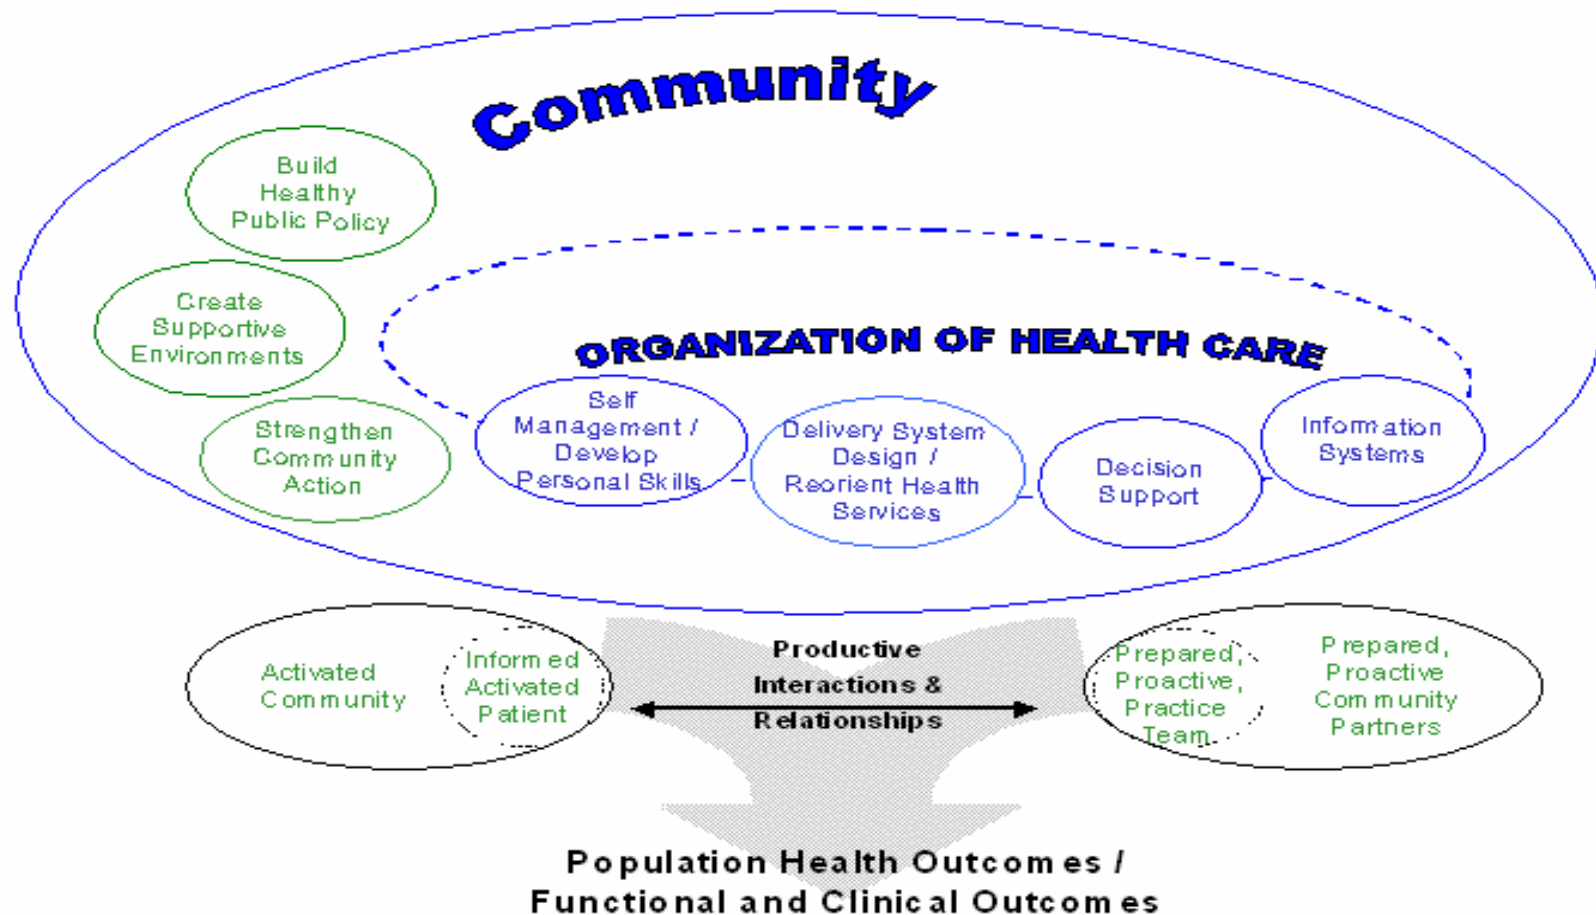 Community
Build
Healthy
Public Policy
Create
Supportive
Environments
Strengthen
Community
Action
ORGANIZATION OF HEALTH CARE
Self
Management /
Develop
Personal Skills
Delivery System
Design /
Reorient Health
Services
Decision
Support
Information
Systems
Activated
Community
Informed
Activated
Patient
Productive
Interactions &
Relationships
Prepared,
Proactive,
Practice
Team
Prepared,
Proactive
Community
Partners
Population Health Outcomes /
Functional and Clinical Outcomes